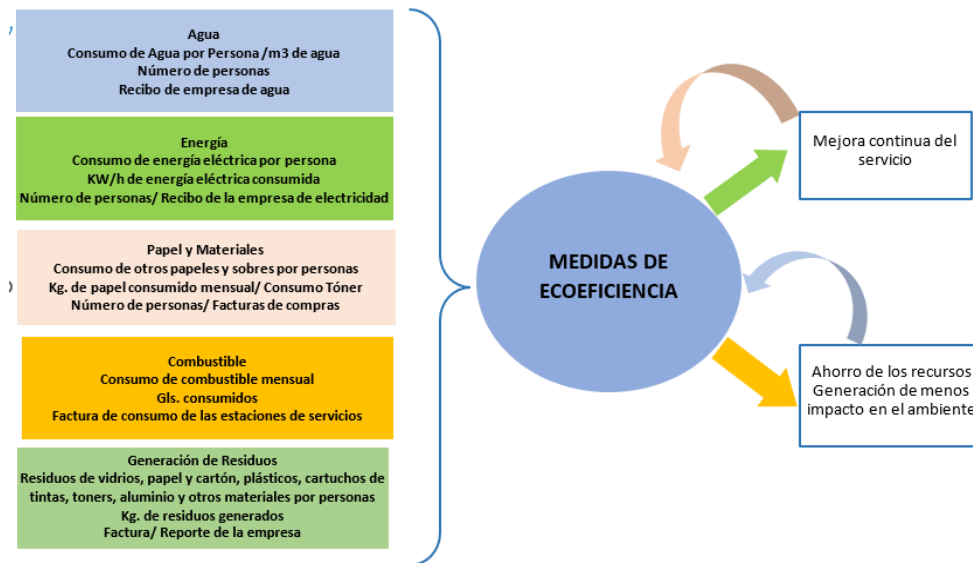 Agua
Consumo de Agua por Persona /m3 de agua
Número de personas
Recibo de empresa de agua
Energía
Consumo de energía eléctrica por persona
KW/h de energía eléctrica consumida
Número de personas/ Recibo de la empresa de electricidad
Papel y Materiales
Consumo de otros papeles y sobres por personas
Kg. de papel consumido mensual/ Consumo Tóner
Número de personas/ Facturas de compras
Combustible
Consumo de combustible mensual
Gls. consumidos
Factura de consumo de las estaciones de servicios
Generación de Residuos
Residuos de vidrios, papel y cartón, plásticos, cartuchos de
tintas, toners, aluminio y otros materiales por personas
Kg. de residuos generados
Factura/ Reporte de la empresa
MEDIDAS DE
ECOEFICIENCIA
Mejora continua del
servicio
Ahorro de los recursos
Generación de menos
impacto en el ambiente